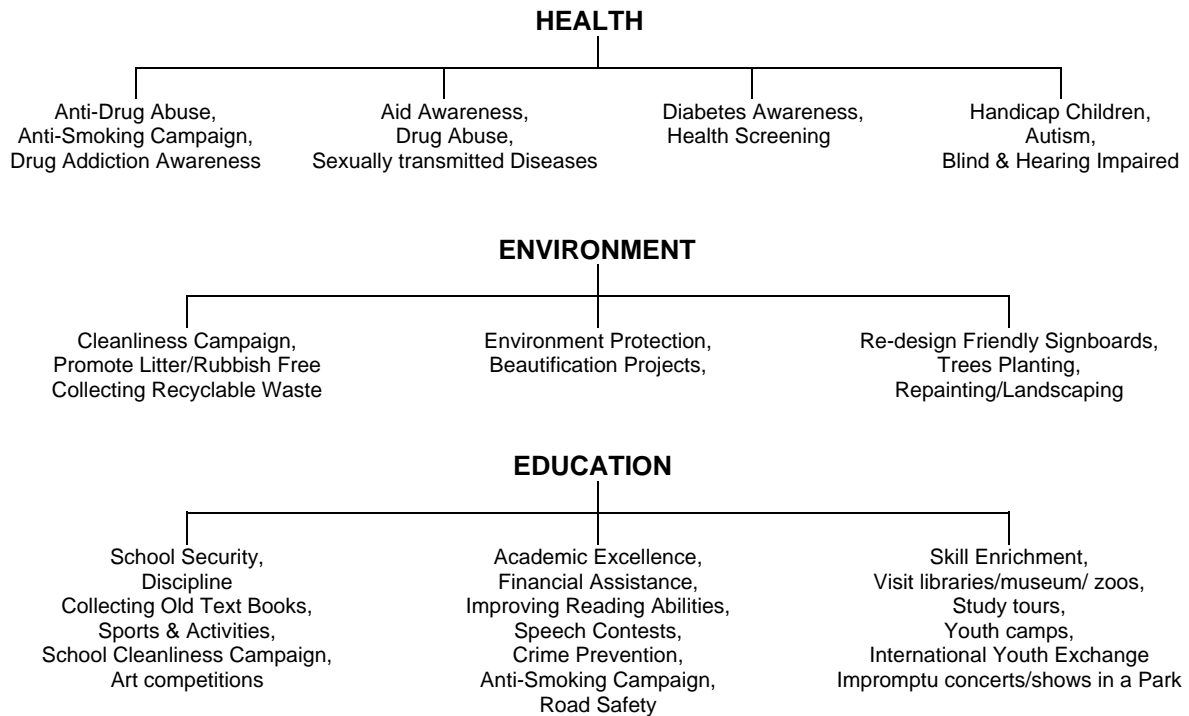 HEALTH
Anti-Drug Abuse,
Anti-Smoking Campaign,
Drug Addiction Awareness
Aid Awareness,
Drug Abuse,
Sexually transmitted Diseases
Diabetes Awareness,
Health Screening
Handicap Children,
Autism,
Blind & Hearing Impaired
ENVIRONMENT
Cleanliness Campaign,
Promote Litter/Rubbish Free
Collecting Recyclable Waste
Environment Protection,
Beautification Projects,
Re-design Friendly Signboards,
Trees Planting,
Repainting/Landscaping
EDUCATION
School Security,
Discipline
Collecting Old Text Books,
Sports & Activities,
School Cleanliness Campaign,
Art competitions
Academic Excellence,
Financial Assistance,
Improving Reading Abilities,
Speech Contests,
Crime Prevention,
Anti-Smoking Campaign,
Road Safety
Skill Enrichment,
Visit libraries/museum/ zoos,
Study tours,
Youth camps,
International Youth Exchange
Impromptu concerts/shows in a Park